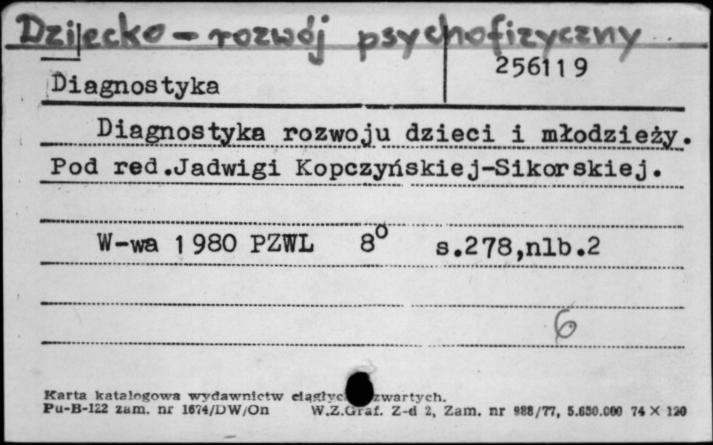 Dziecko - rozwój psychofizyczny
256119
Diagnostyka
Diagnostyka rozwoju dzieci i młodzieży.
Pod red.Jadwigi Kopczyńskiej-Sikorskiej.
W-wa 1980 PZWL 8° s.278,nlb.2
6
Karta katalogowa wydawnictw zwartych.
Pu-B-122 zam. nr 1674/DW/On W.Z.Graf. Z-d 2, Zam. nr 988/77, 5.650.000 74 X 120